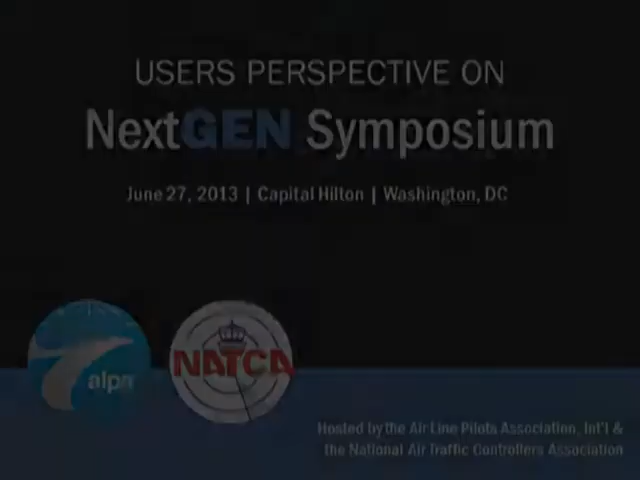 USERS PERSPECTIVE ON
NextGEN Symposium
June 27, 2013 | Capital Hilton | Washington, DC
alpa
NATCA
Hosted by the Air Line Pilots Association, Int'l &
the National Air Traffic Controllers Association